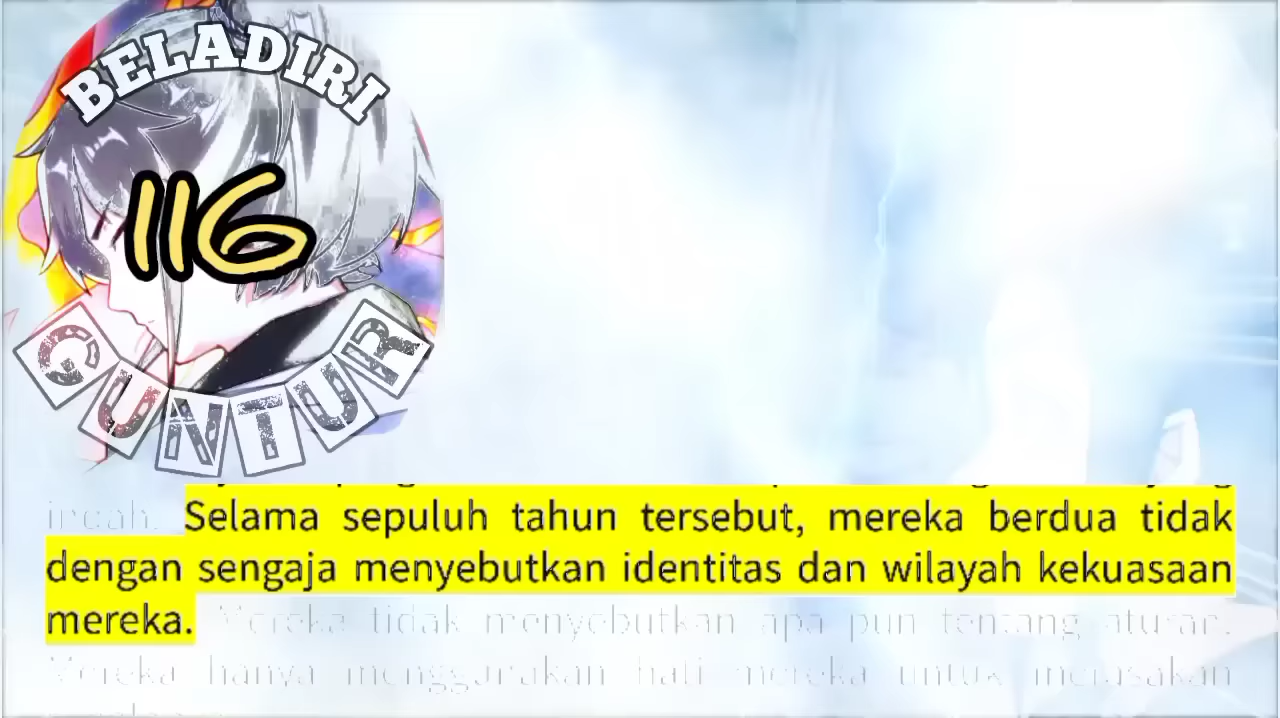 BELADIRI
116
GUNTUR
indah. Selama sepuluh tahun tersebut, mereka berdua tidak
dengan sengaja menyebutkan identitas dan wilayah kekuasaan
mereka. Mereka tidak menyebutkan apa pun tentang aturan.
Mereka hanya menggunakan hati mereka untuk merasakan